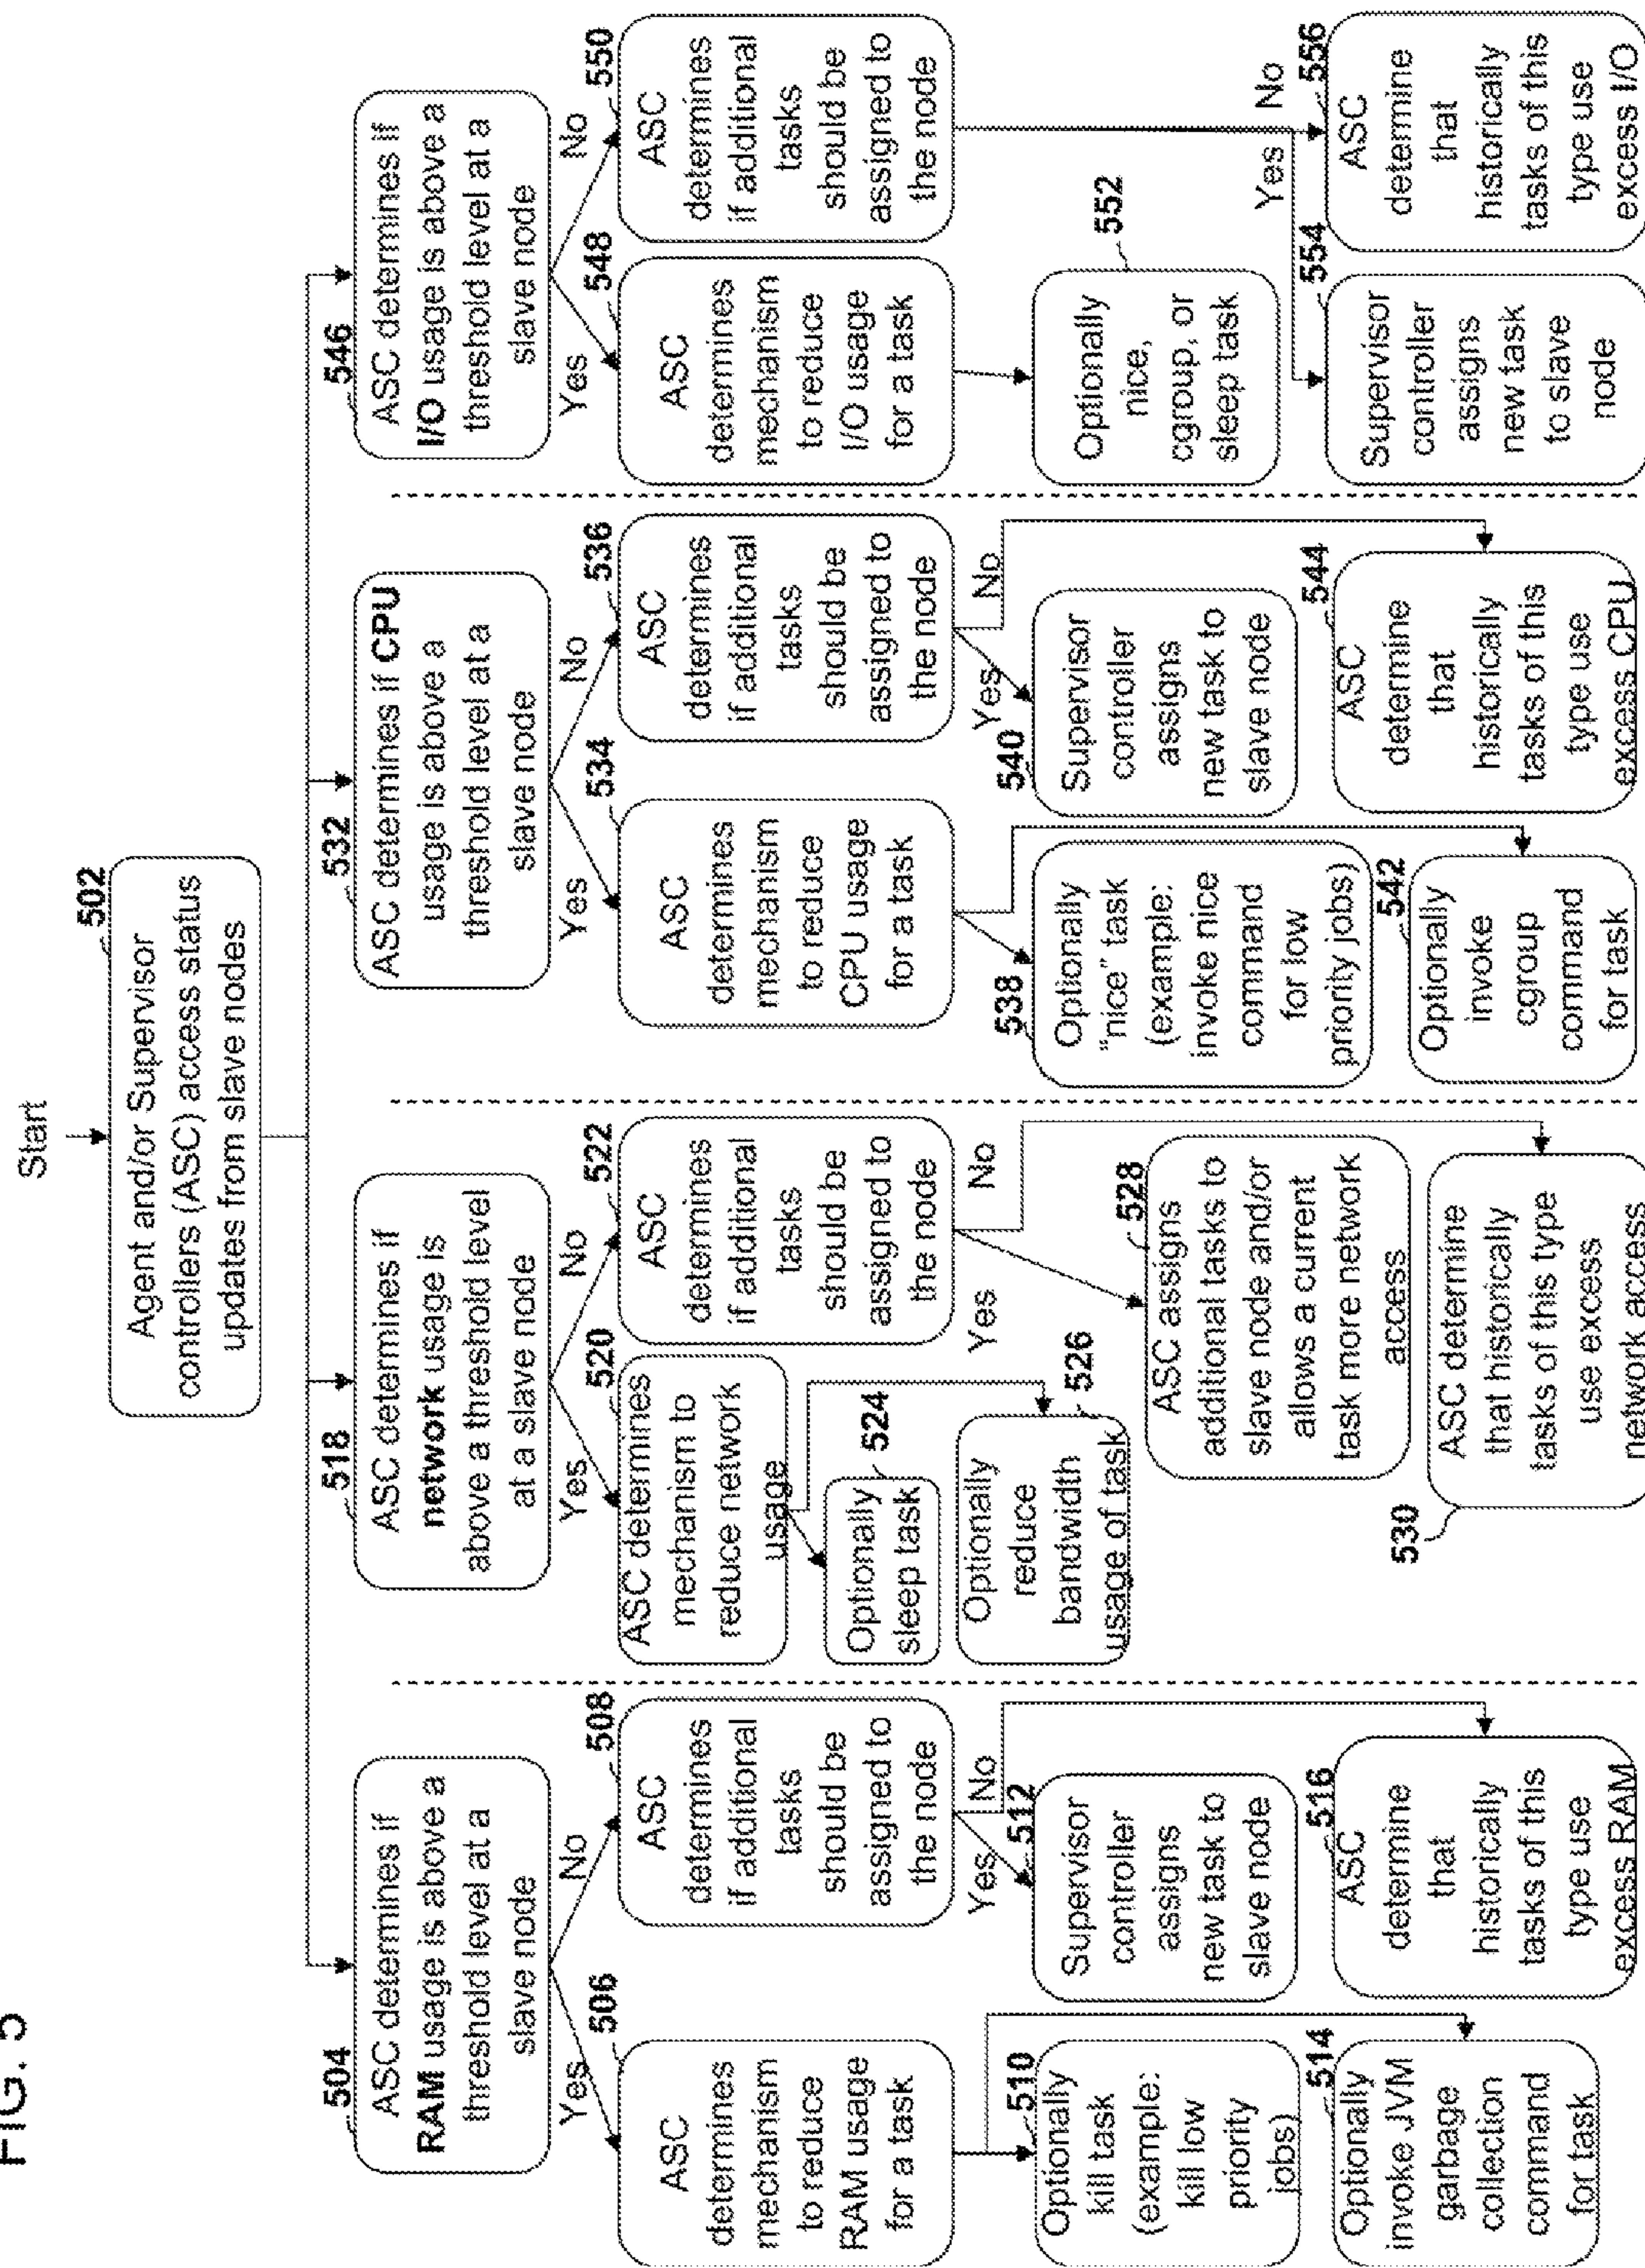 FIG. 5
Start
502
Agent and/or Supervisor
controllers (ASC) access status
updates from slave nodes
504
ASC determines if
RAM usage is above a
threshold level at a
slave node
Yes
No
506
ASC
determines
mechanism
to reduce
RAM usage
for a task
508
ASC
determines
if additional
tasks
should be
assigned to
the node
Yes
No
510
Optionally
kill task
(example:
kill low
priority
jobs)
512
Supervisor
controller
assigns
new task to
slave node
514
Optionally
invoke JVM
garbage
collection
command
for task
516
ASC
determine
that
historically
tasks of this
type use
excess RAM
518
ASC determines if
network usage is
above a threshold level
at a slave node
Yes
No
520
ASC determines
mechanism to
reduce network
usage
522
ASC
determines
if additional
tasks
should be
assigned to
the node
Yes
No
524
Optionally
sleep task
526
Optionally
reduce
bandwidth
usage of task
528
ASC assigns
additional tasks to
slave node and/or
allows a current
task more network
access
530
ASC determine
that historically
tasks of this type
use excess
network access
532
ASC determines if CPU
usage is above a
threshold level at a
slave node
Yes
No
534
ASC
determines
mechanism
to reduce
CPU usage
for a task
536
ASC
determines
if additional
tasks
should be
assigned to
the node
Yes
No
538
Optionally
"nice" task
(example:
invoke nice
command
for low
priority jobs)
540
Supervisor
controller
assigns
new task to
slave node
542
Optionally
invoke
cgroup
command
for task
544
ASC
determine
that
historically
tasks of this
type use
excess CPU
546
ASC determines if
I/O usage is above a
threshold level at a
slave node
Yes
No
548
ASC
determines
mechanism
to reduce
I/O usage
for a task
550
ASC
determines
if additional
tasks
should be
assigned to
the node
552
Optionally
nice,
cgroup, or
sleep task
Yes
No
554
Supervisor
controller
assigns
new task
to slave
node
556
ASC
determine
that
historically
tasks of this
type use
excess I/O